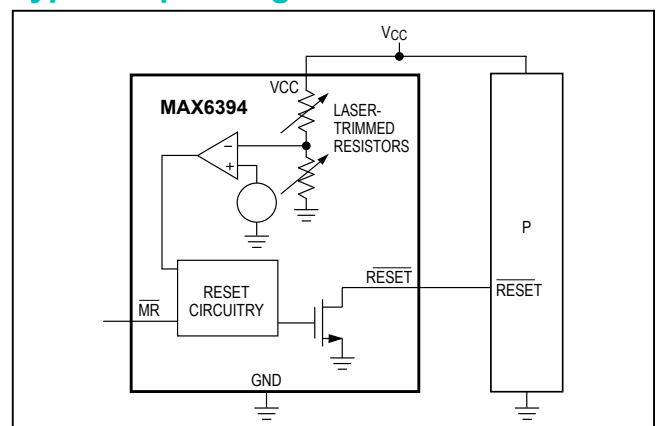 VCC
VCC
MAX6394
LASER-
TRIMMED
RESISTORS
−
+
P
RESET
RESET
MR
RESET
CIRCUITRY
GND